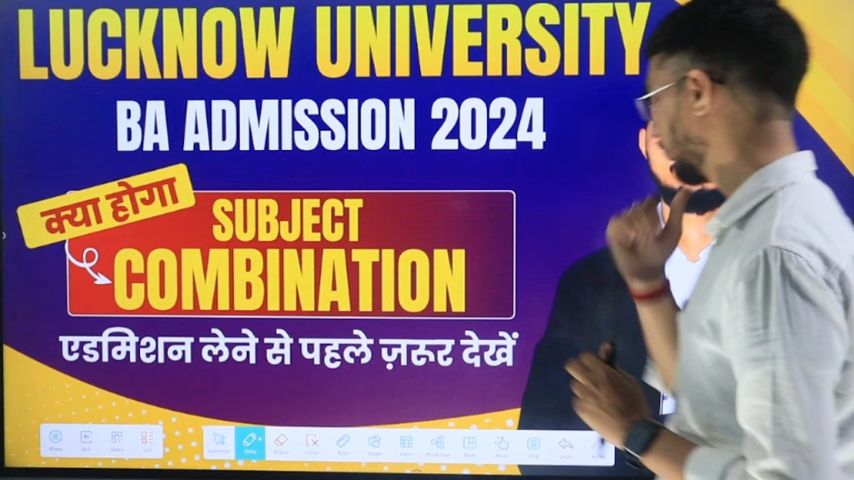 LUCKNOW UNIVERSITY
BA ADMISSION 2024
क्या होगा
SUBJECT
COMBINATION
एडमिशन लेने से पहले ज़रूर देखें